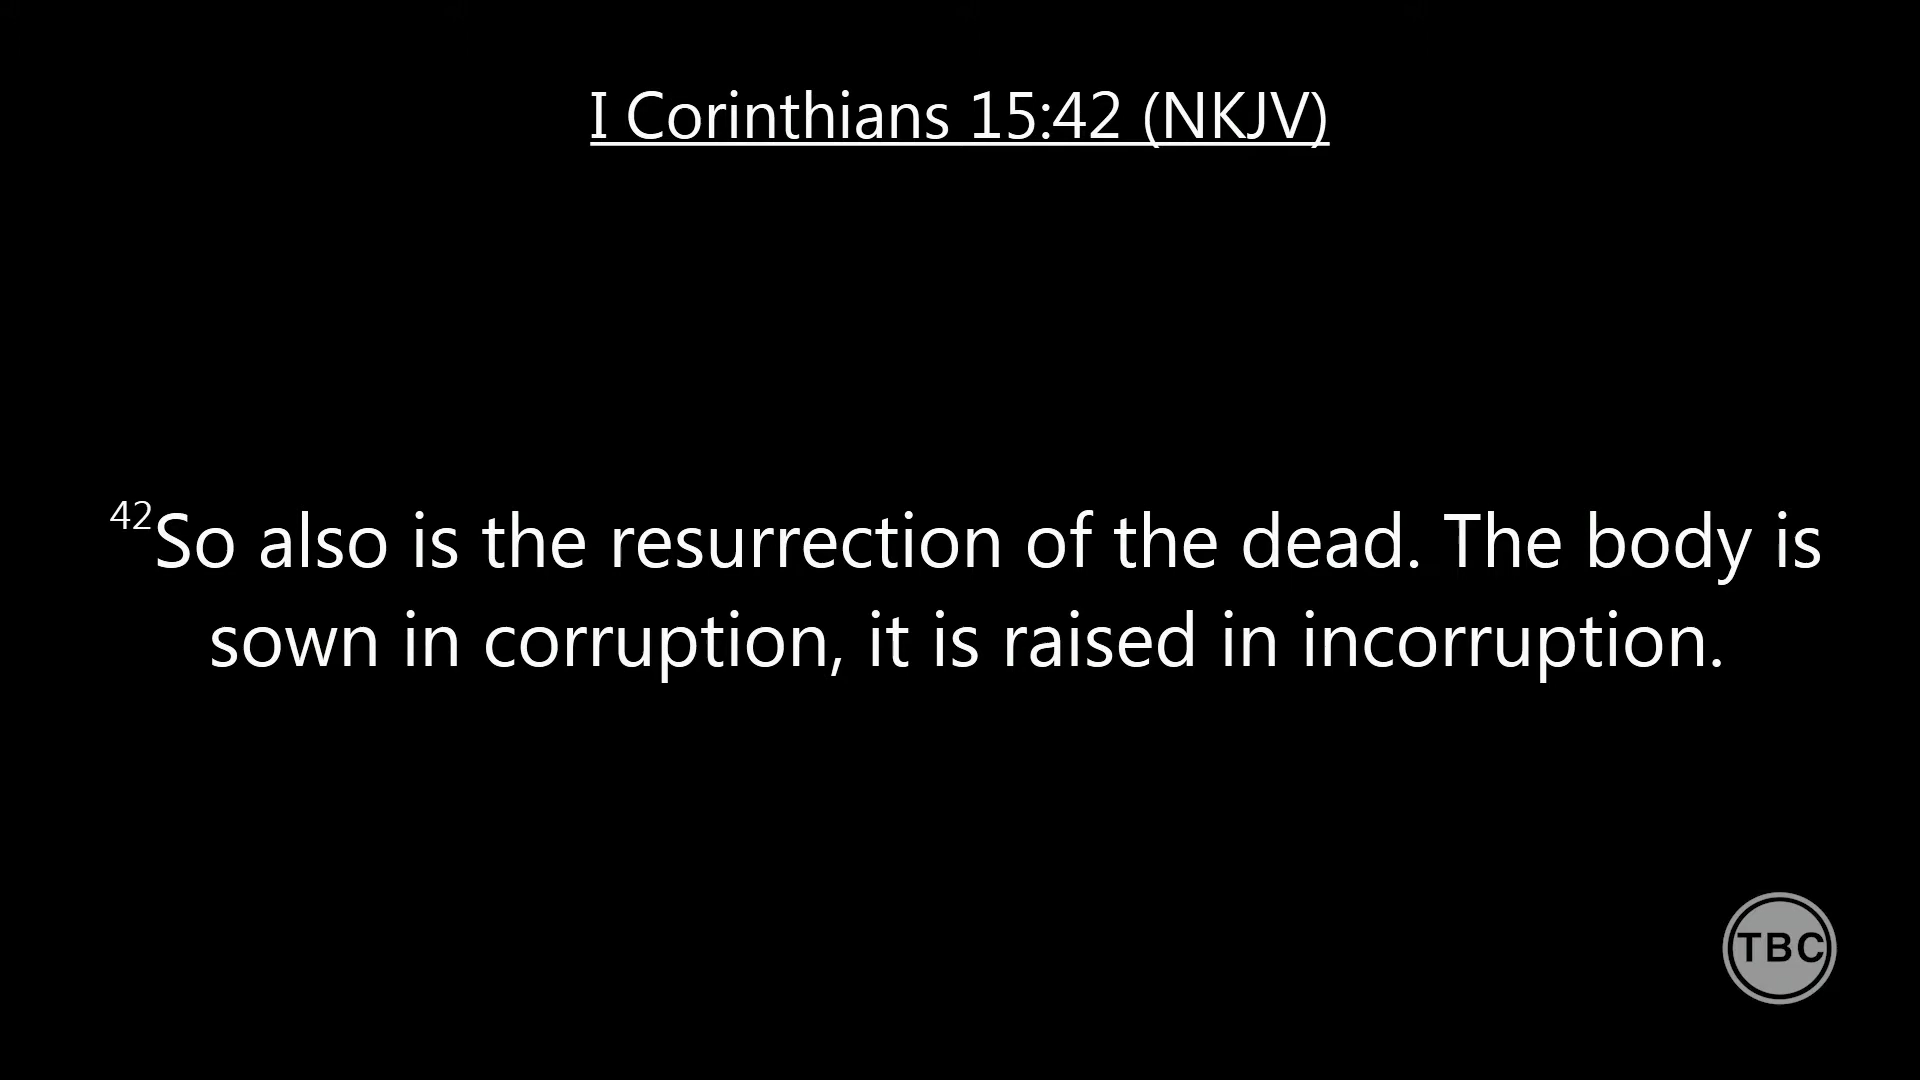 I Corinthians 15:42 (NKJV)
42So also is the resurrection of the dead. The body is
sown in corruption, it is raised in incorruption.
TBC